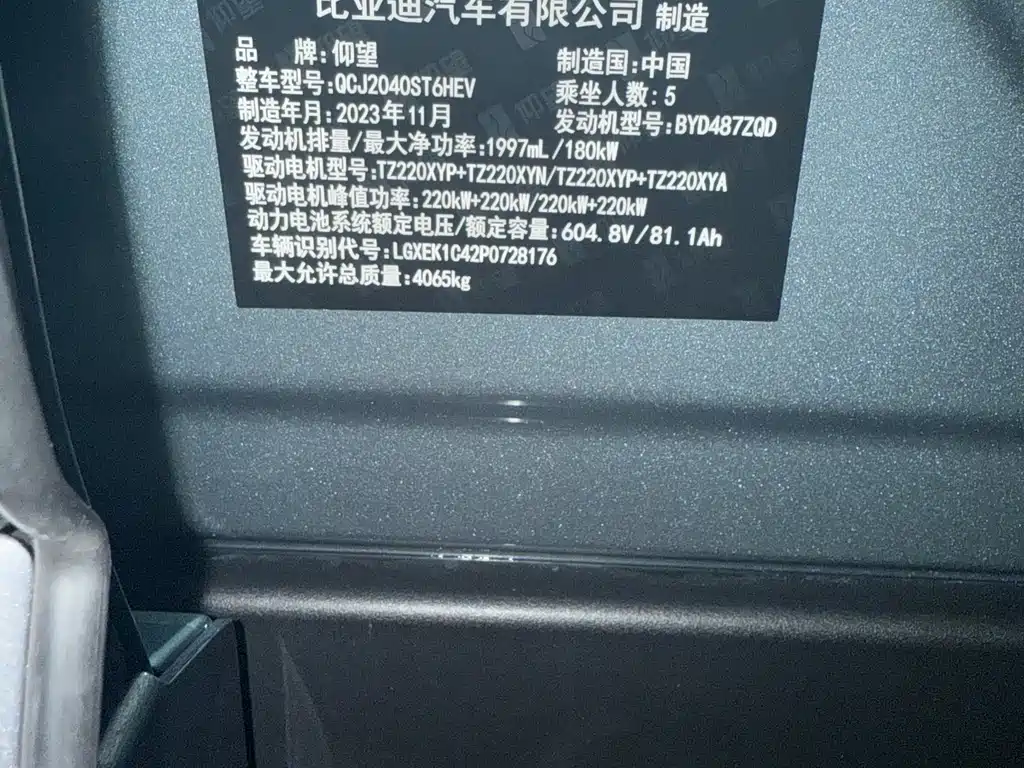 比亚迪汽车有限公司 制造
品 牌:仰望 制造国:中国
整车型号:QCJ2040ST6HEV 乘坐人数:5
制造年月:2023年11月 发动机型号:BYD487ZQD
发动机排量/最大净功率:1997mL/180kW
驱动电机型号:TZ220XYP+TZ220XYN/TZ220XYP+TZ220XYA
驱动电机峰值功率:220kW+220kW/220kW+220kW
动力电池系统额定电压/额定容量:604.8V/81.1Ah
车辆识别代号:LGXEK1C42P0728176
最大允许总质量:4065kg